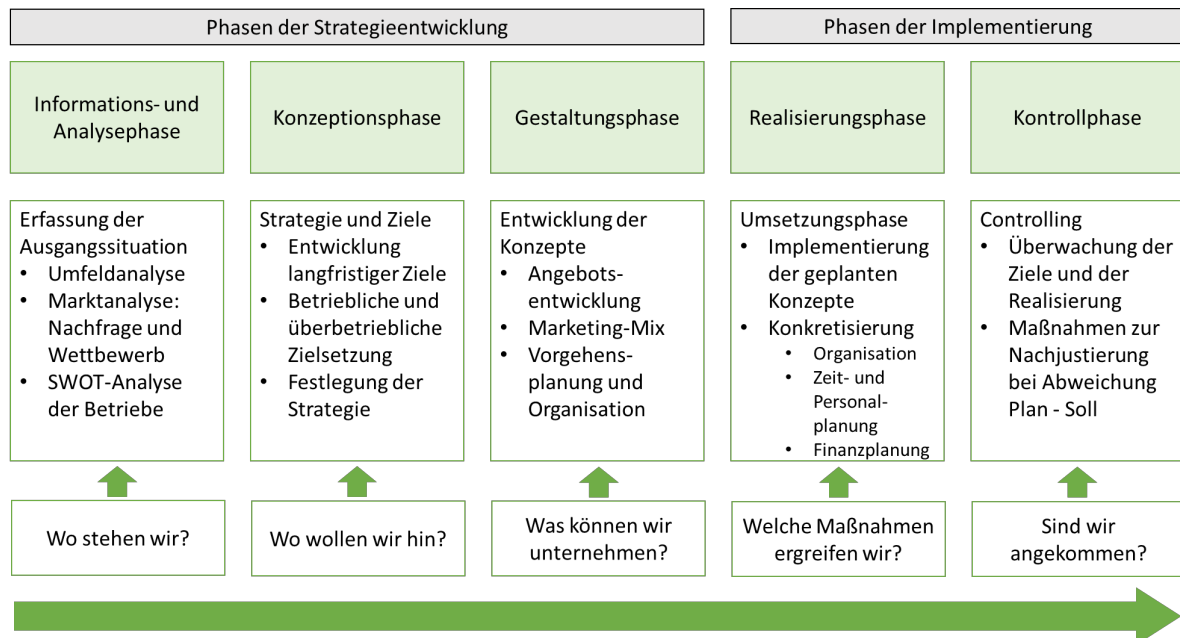 Phasen der Strategieentwicklung
Phasen der Implementierung
Informations- und
Analysephase
Konzeptionsphase
Gestaltungsphase
Realisierungsphase
Kontrollphase
Erfassung der
Ausgangssituation
• Umfeldanalyse
• Marktanalyse:
Nachfrage und
Wettbewerb
• SWOT-Analyse
der Betriebe
Strategie und Ziele
• Entwicklung
langfristiger Ziele
• Betriebliche und
überbetriebliche
Zielsetzung
• Festlegung der
Strategie
Entwicklung der
Konzepte
• Angebots-
entwicklung
• Marketing-Mix
• Vorgehens-
planung und
Organisation
Umsetzungsphase
• Implementierung
der geplanten
Konzepte
• Konkretisierung
• Organisation
• Zeit- und
Personal-
planung
• Finanzplanung
Controlling
• Überwachung der
Ziele und der
Realisierung
• Maßnahmen zur
Nachjustierung
bei Abweichung
Plan - Soll
Wo stehen wir?
Wo wollen wir hin?
Was können wir
unternehmen?
Welche Maßnahmen
ergreifen wir?
Sind wir
angekommen?